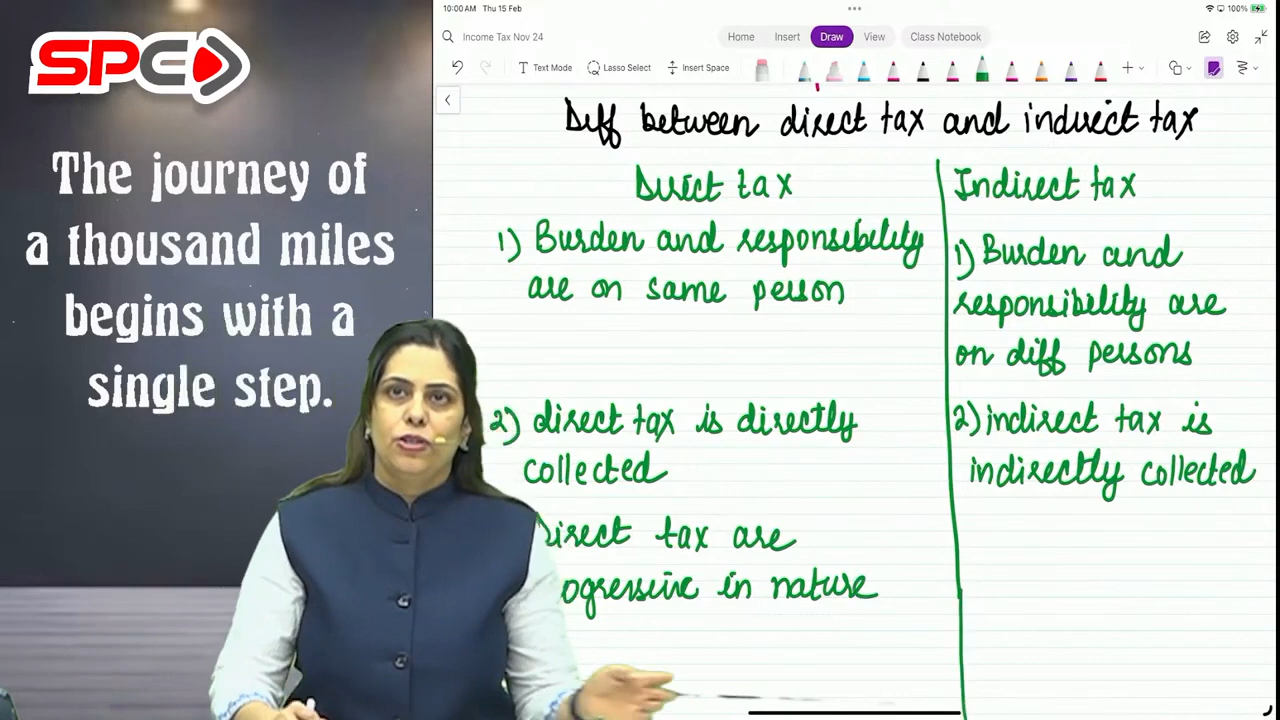 SPE
The journey of
a thousand miles
begins with a
single step.
10:00 AM Thu 15 Feb
100%
Income Tax Nov 24
Home Insert Draw View Class Notebook
Text Mode Lasso Select Insert Space
Diff between direct tax and indirect tax
Direct tax
1) Burden and responsibility
are on same person
2) direct tax is directly
collected
Direct tax are
ogressive in nature
Indirect tax
1) Burden and
responsibility are
on diff persons
2) indirect tax is
indirectly collected